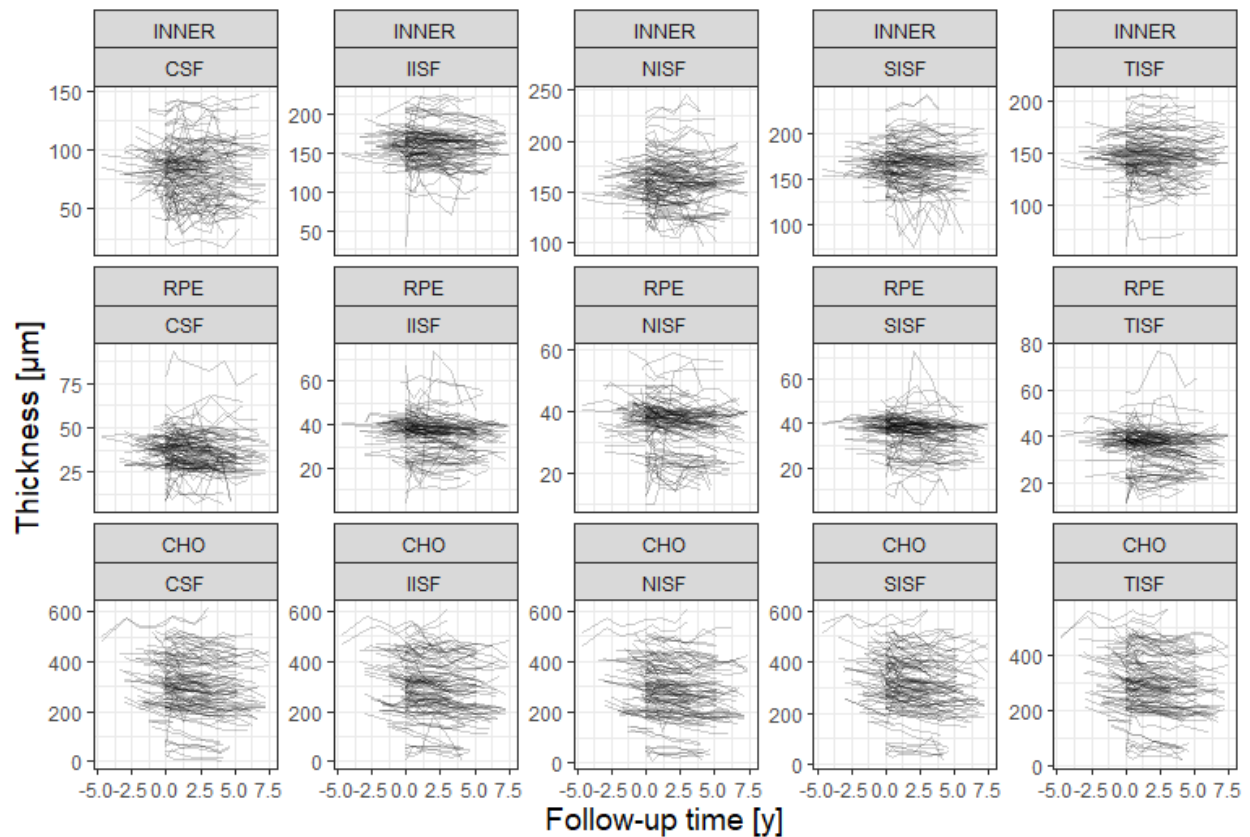 INNER INNER INNER INNER INNER
CSF IISF NISF SISF TISF
150 100 50
200 150 100 50
250 200 150 100
200 150 100
200 150 100
RPE RPE RPE RPE RPE
CSF IISF NISF SISF TISF
75 50 25
60 40 20
60 40 20
60 40 20
80 60 40 20
CHO CHO CHO CHO CHO
CSF IISF NISF SISF TISF
600 400 200 0
600 400 200 0
600 400 200 0
600 400 200 0
400 200 0
-5.0 -2.5 0.0 2.5 5.0 7.5 -5.0 -2.5 0.0 2.5 5.0 7.5 -5.0 -2.5 0.0 2.5 5.0 7.5 -5.0 -2.5 0.0 2.5 5.0 7.5 -5.0 -2.5 0.0 2.5 5.0 7.5
Thickness [µm]
Follow-up time [y]